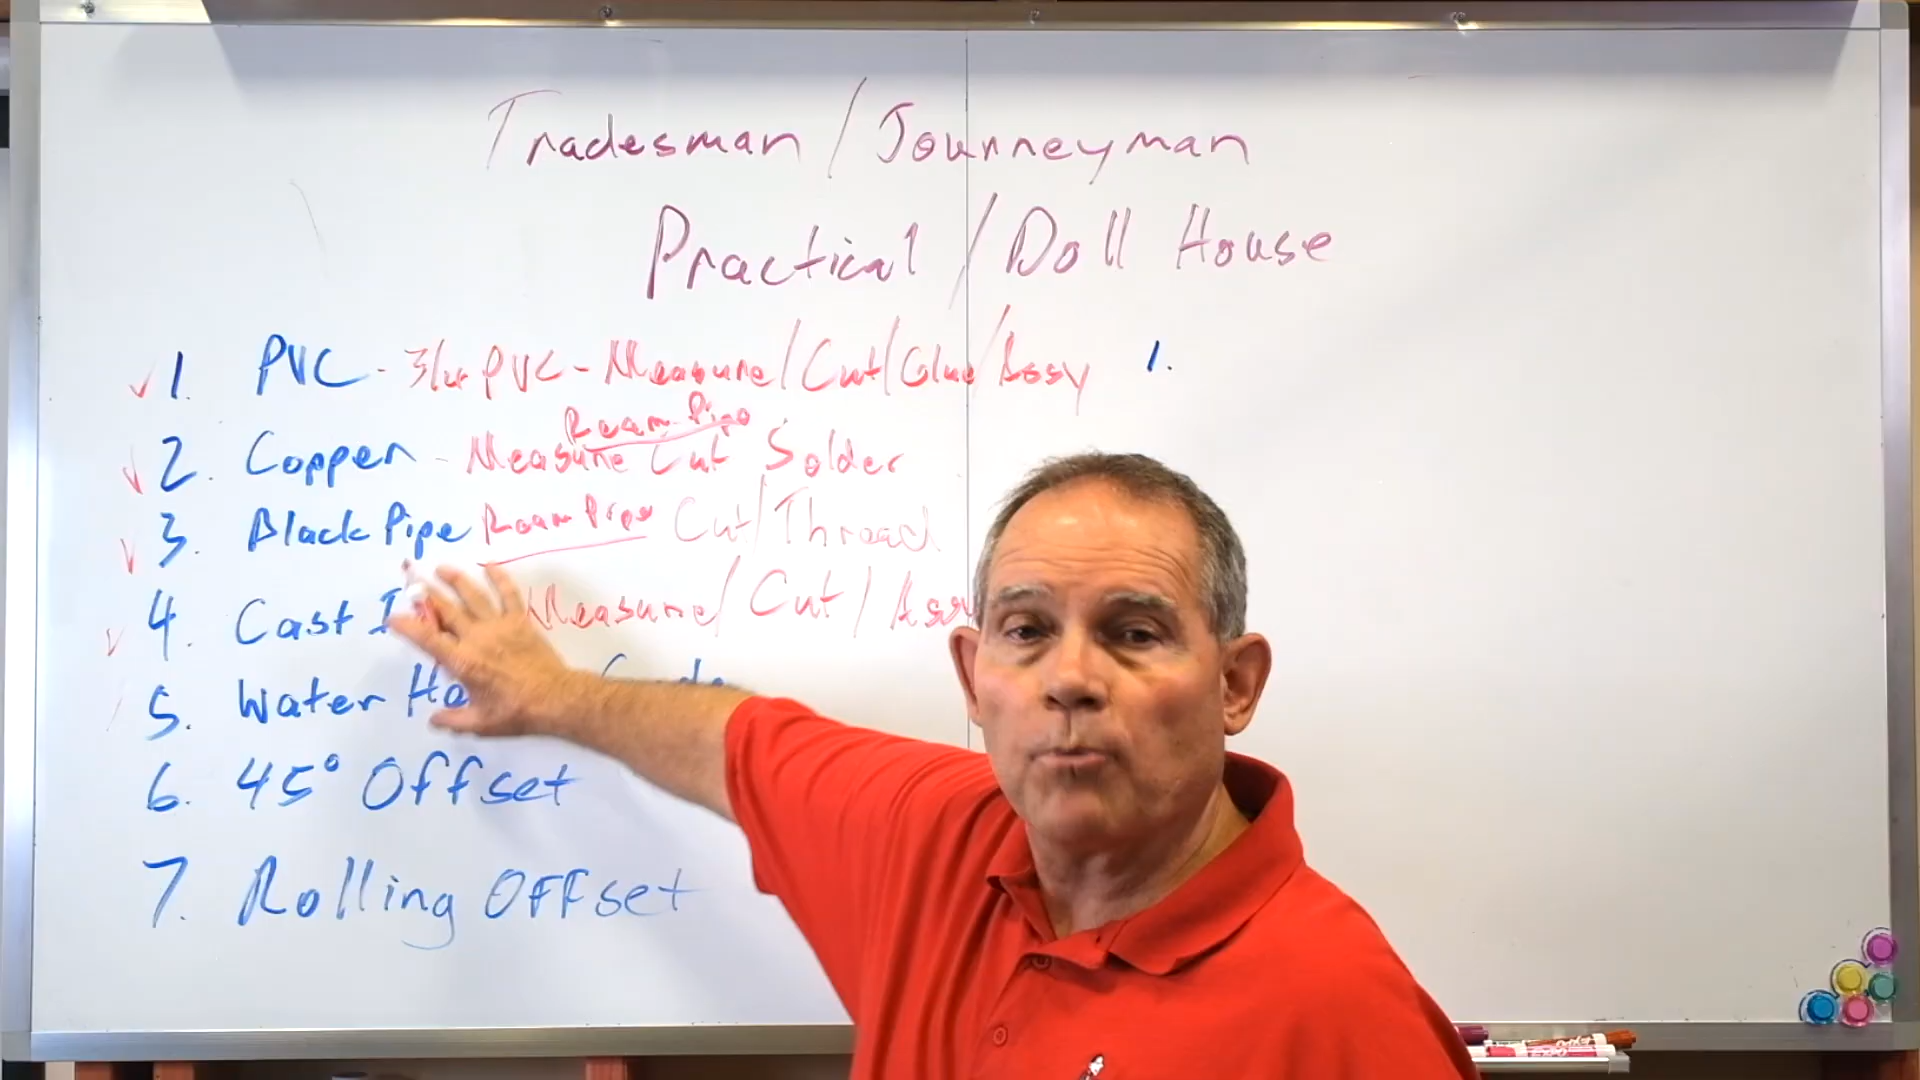 Tradesman / Journeyman
Practical / Doll House
1. PVC - 3/4 PVC - Measure/Cut/Glue/Assy 1.
Ream Pipe
2. Copper - Measure Cut Solder
3. Black Pipe Ream Pipe Cut/Thread
4. Cast I Measure/Cut/Assy
5. Water Ha
6. 45° Offset
7. Rolling Offset